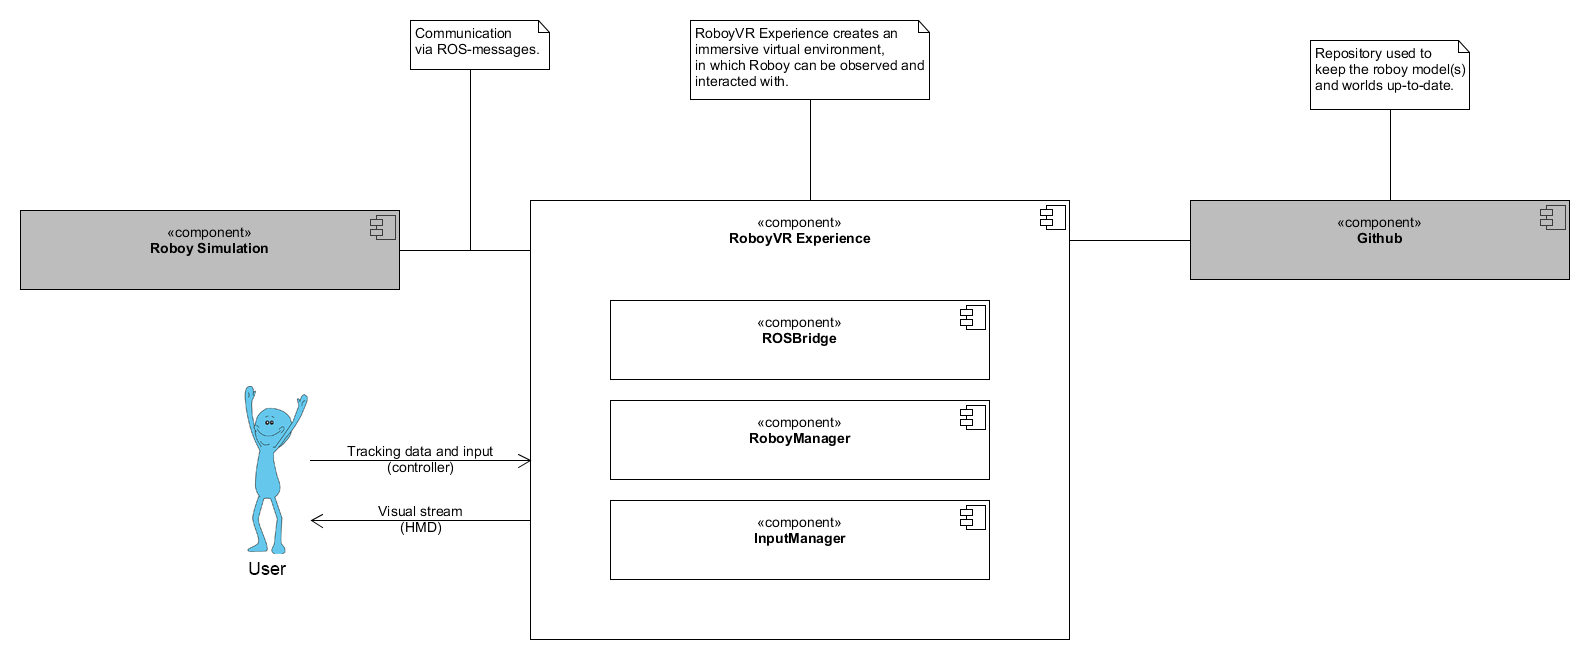 Communication
via ROS-messages.
RoboyVR Experience creates an
immersive virtual environment,
in which Roboy can be observed and
interacted with.
Repository used to
keep the roboy model(s)
and worlds up-to-date.
«component»
Roboy Simulation
«component»
RoboyVR Experience
«component»
Github
«component»
ROSBridge
«component»
RoboyManager
«component»
InputManager
Tracking data and input
(controller)
Visual stream
(HMD)
User